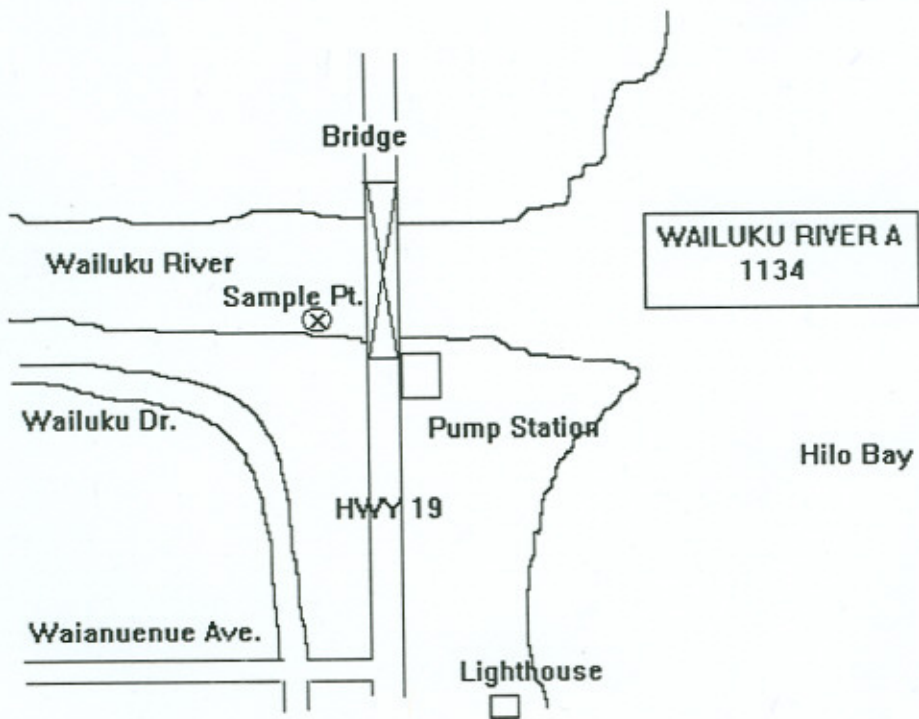 Bridge
WAILUKU RIVER A
1134
Wailuku River
Sample Pt.
Wailuku Dr.
Pump Station
Hilo Bay
HWY 19
Waianuenue Ave.
Lighthouse